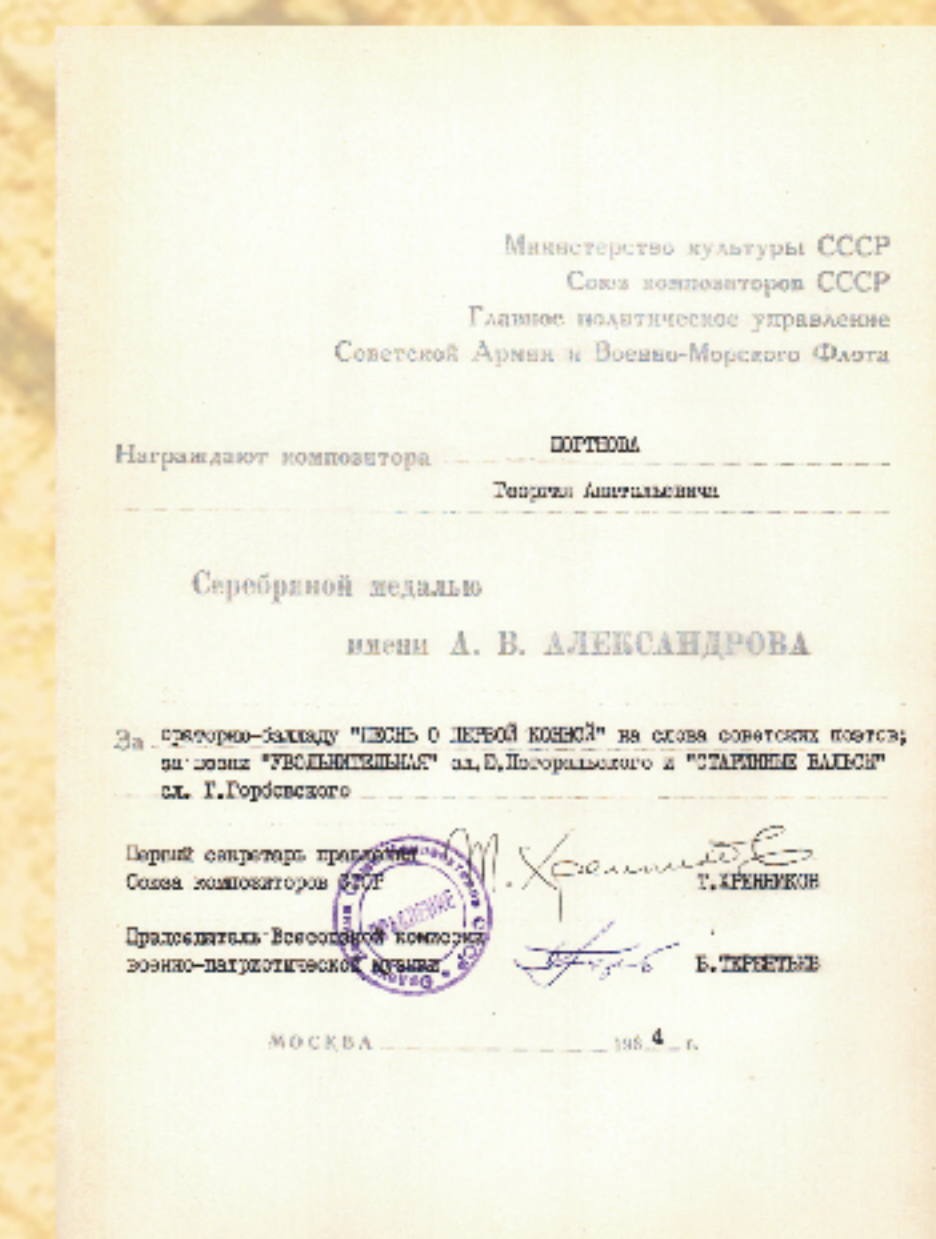 Министерство культуры СССР
Союз композиторов СССР
Главное политическое управление
Советской Армии и Военно-Морского Флота
Награждают композитора ПОРТНОВА
Георгия Анатольевича
Серебряной медалью
имени А. В. АЛЕКСАНДРОВА
За ораторию-балладу "ПЕСНЬ О ПЕРВОЙ КОННОЙ" на слова советских поэтов;
за песни "УВОЛЬНИТЕЛЬНАЯ" сл. Погорельского и "СТАРИННЫЕ ВАЛЬСЫ"
сл. Г.Горбовского
Первый секретарь правления
Союза композиторов СССР
Т.ХРЕННИКОВ
Председатель Всесоюзной комиссии
военно-патриотической музыки
Б.ТЕРЕНТЬЕВ
ПРАВЛЕНИЕ
МОСКВА 1984 г.